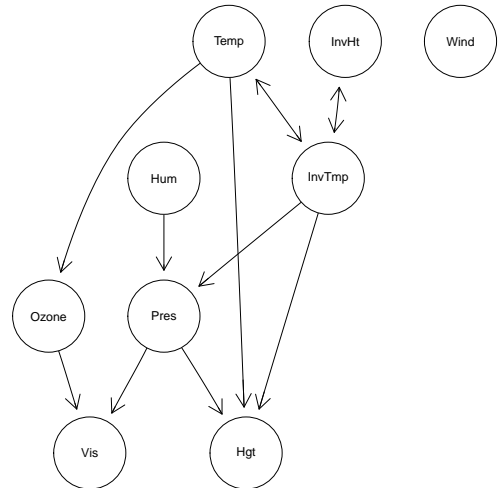 Temp
InvHt
Wind
Hum
InvTmp
Ozone
Pres
Vis
Hgt